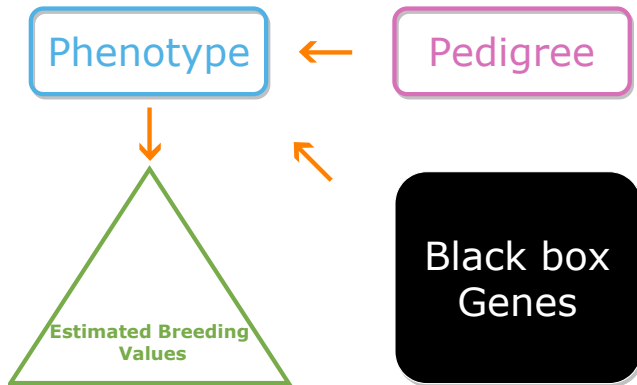 Phenotype
Pedigree
Black box
Genes
Estimated Breeding
Values